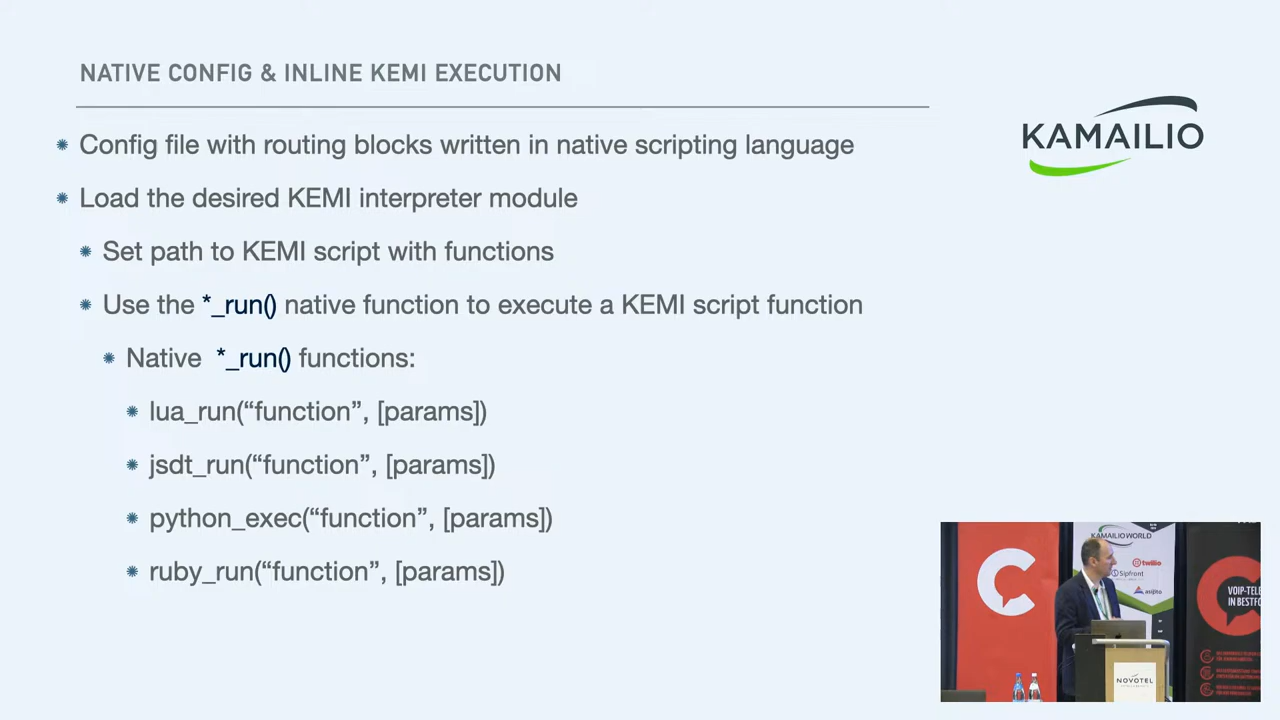 NATIVE CONFIG & INLINE KEMI EXECUTION
KAMAILIO
Config file with routing blocks written in native scripting language
Load the desired KEMI interpreter module
Set path to KEMI script with functions
Use the *_run() native function to execute a KEMI script function
Native *_run() functions:
lua_run(“function”, [params])
jsdt_run(“function”, [params])
python_exec(“function”, [params])
ruby_run(“function”, [params])
KAMAILIO WORLD
twilio
Sipfront
asipto
VOIP-TELE
IN BESTFO
NOVOTEL